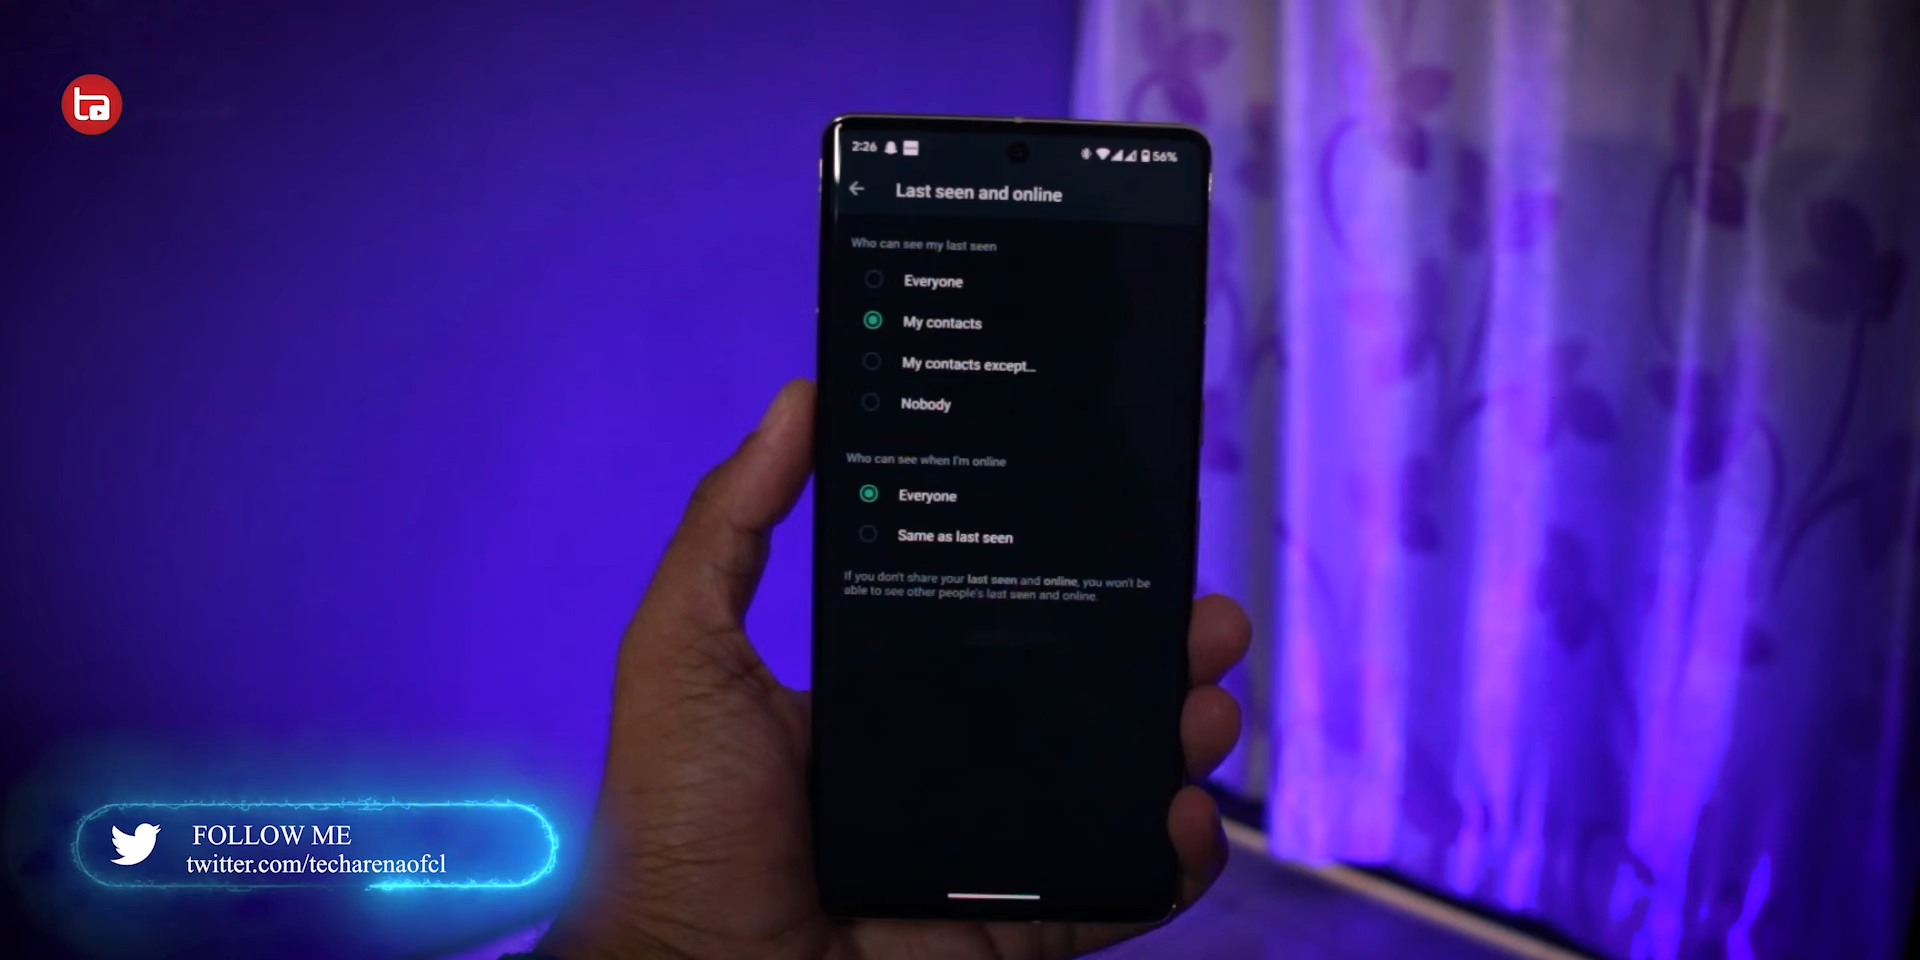 ta
2:26
56%
Last seen and online
Who can see my last seen
Everyone
My contacts
My contacts except...
Nobody
Who can see when I'm online
Everyone
Same as last seen
If you don't share your last seen and online, you won't be
able to see other people's last seen and online.
FOLLOW ME
twitter.com/techarenaofcl